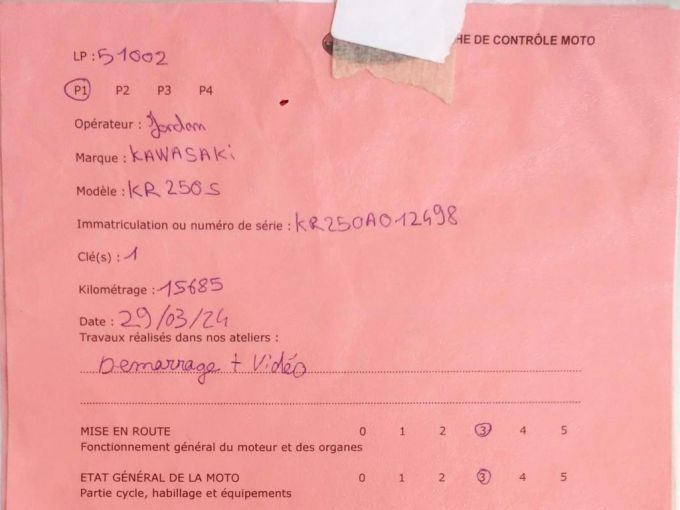 HE DE CONTRÔLE MOTO
LP : 51002
P1 P2 P3 P4
Opérateur : Jordan
Marque : KAWASAKi
Modèle : KR 250 S
Immatriculation ou numéro de série : KR250A012498
Clé(s) : 1
Kilométrage : 15685
Date : 29/03/24
Travaux réalisés dans nos ateliers :
Demarrage + Vidéo
MISE EN ROUTE 0 1 2 3 4 5
Fonctionnement général du moteur et des organes
ETAT GÉNÉRAL DE LA MOTO 0 1 2 3 4 5
Partie cycle, habillage et équipements